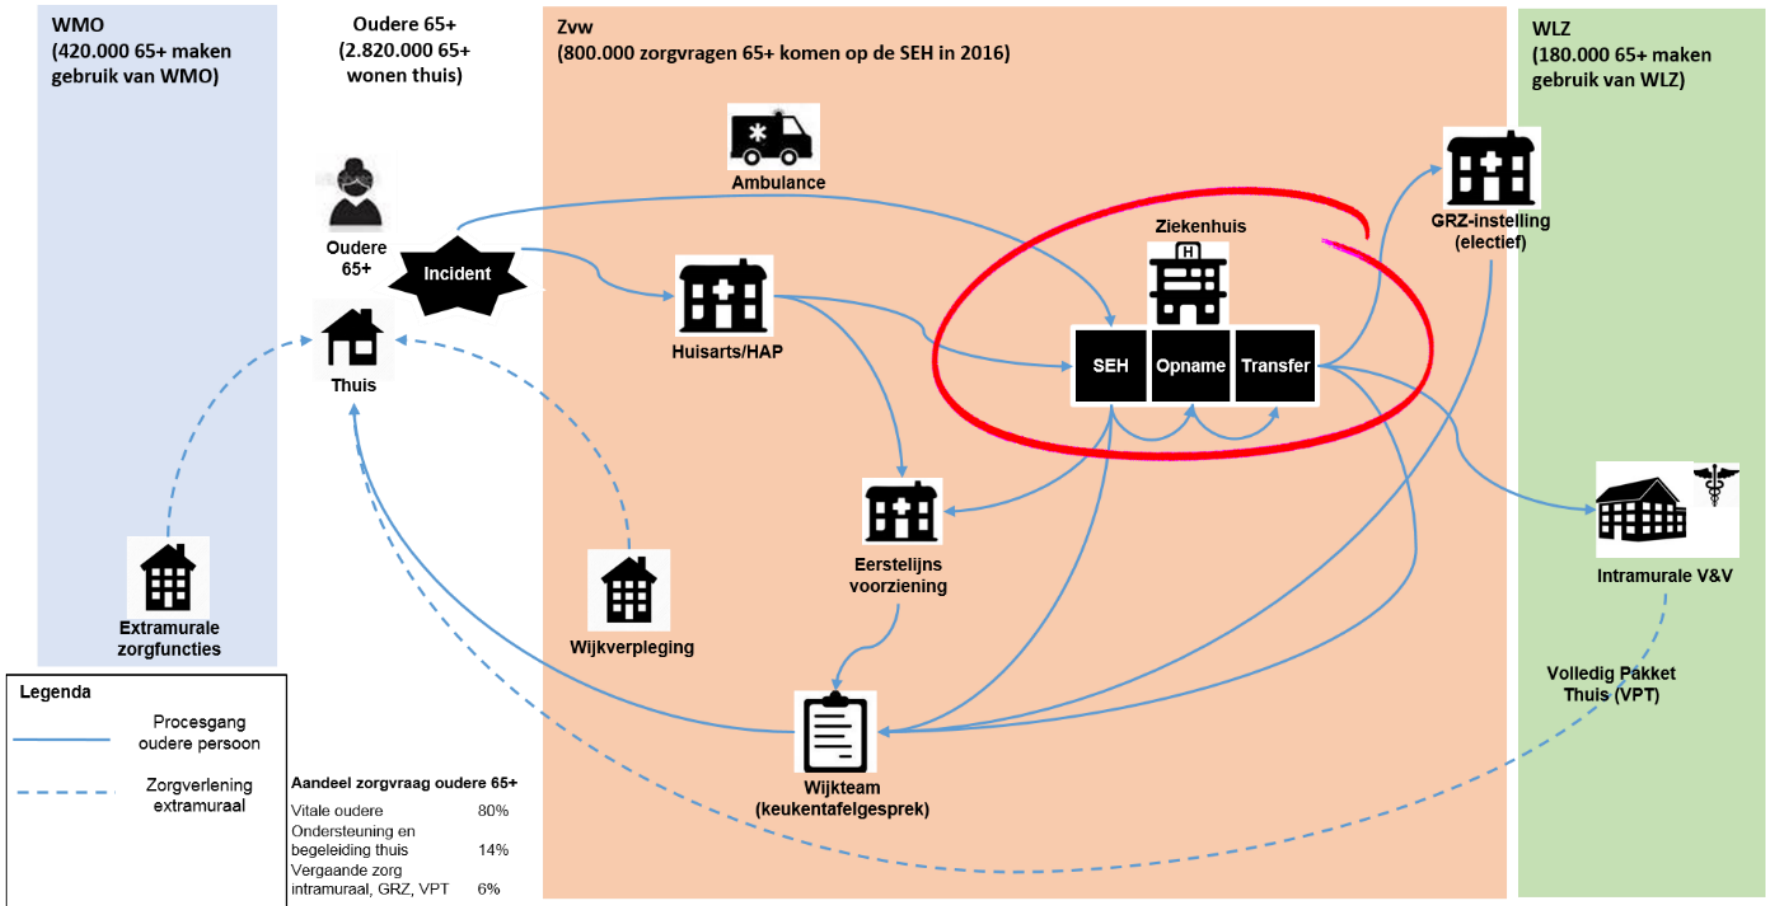 WMO
(420.000 65+ maken
gebruik van WMO)
Oudere 65+
(2.820.000 65+
wonen thuis)
Zvw
(800.000 zorgvragen 65+ komen op de SEH in 2016)
WLZ
(180.000 65+ maken
gebruik van WLZ)
Ambulance
Oudere
65+
Incident
Thuis
Huisarts/HAP
Ziekenhuis
H
SEH
Opname
Transfer
GRZ-instelling
(electief)
Eerstelijns
voorziening
Intramurale V&V
Extramurale
zorgfuncties
Wijkverpleging
Volledig Pakket
Thuis (VPT)
Wijkteam
(keukentafelgesprek)
Legenda
Procesgang
oudere persoon
Zorgverlening
extramuraal
Aandeel zorgvraag oudere 65+
Vitale oudere 80%
Ondersteuning en
begeleiding thuis 14%
Vergaande zorg
intramuraal, GRZ, VPT 6%